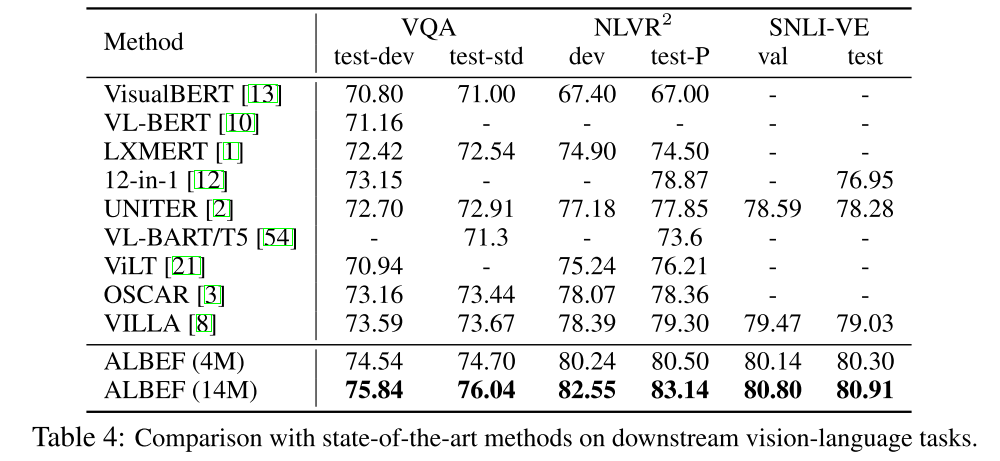 Method VQA NLVR² SNLI-VE
test-dev test-std dev test-P val test
VisualBERT [13] 70.80 71.00 67.40 67.00 - -
VL-BERT [10] 71.16 - - - - -
LXMERT [1] 72.42 72.54 74.90 74.50 - -
12-in-1 [12] 73.15 - - 78.87 - 76.95
UNITER [2] 72.70 72.91 77.18 77.85 78.59 78.28
VL-BART/T5 [54] - 71.3 - 73.6 - -
ViLT [21] 70.94 - 75.24 76.21 - -
OSCAR [3] 73.16 73.44 78.07 78.36 - -
VILLA [8] 73.59 73.67 78.39 79.30 79.47 79.03
ALBEF (4M) 74.54 74.70 80.24 80.50 80.14 80.30
ALBEF (14M) 75.84 76.04 82.55 83.14 80.80 80.91
Table 4: Comparison with state-of-the-art methods on downstream vision-language tasks.